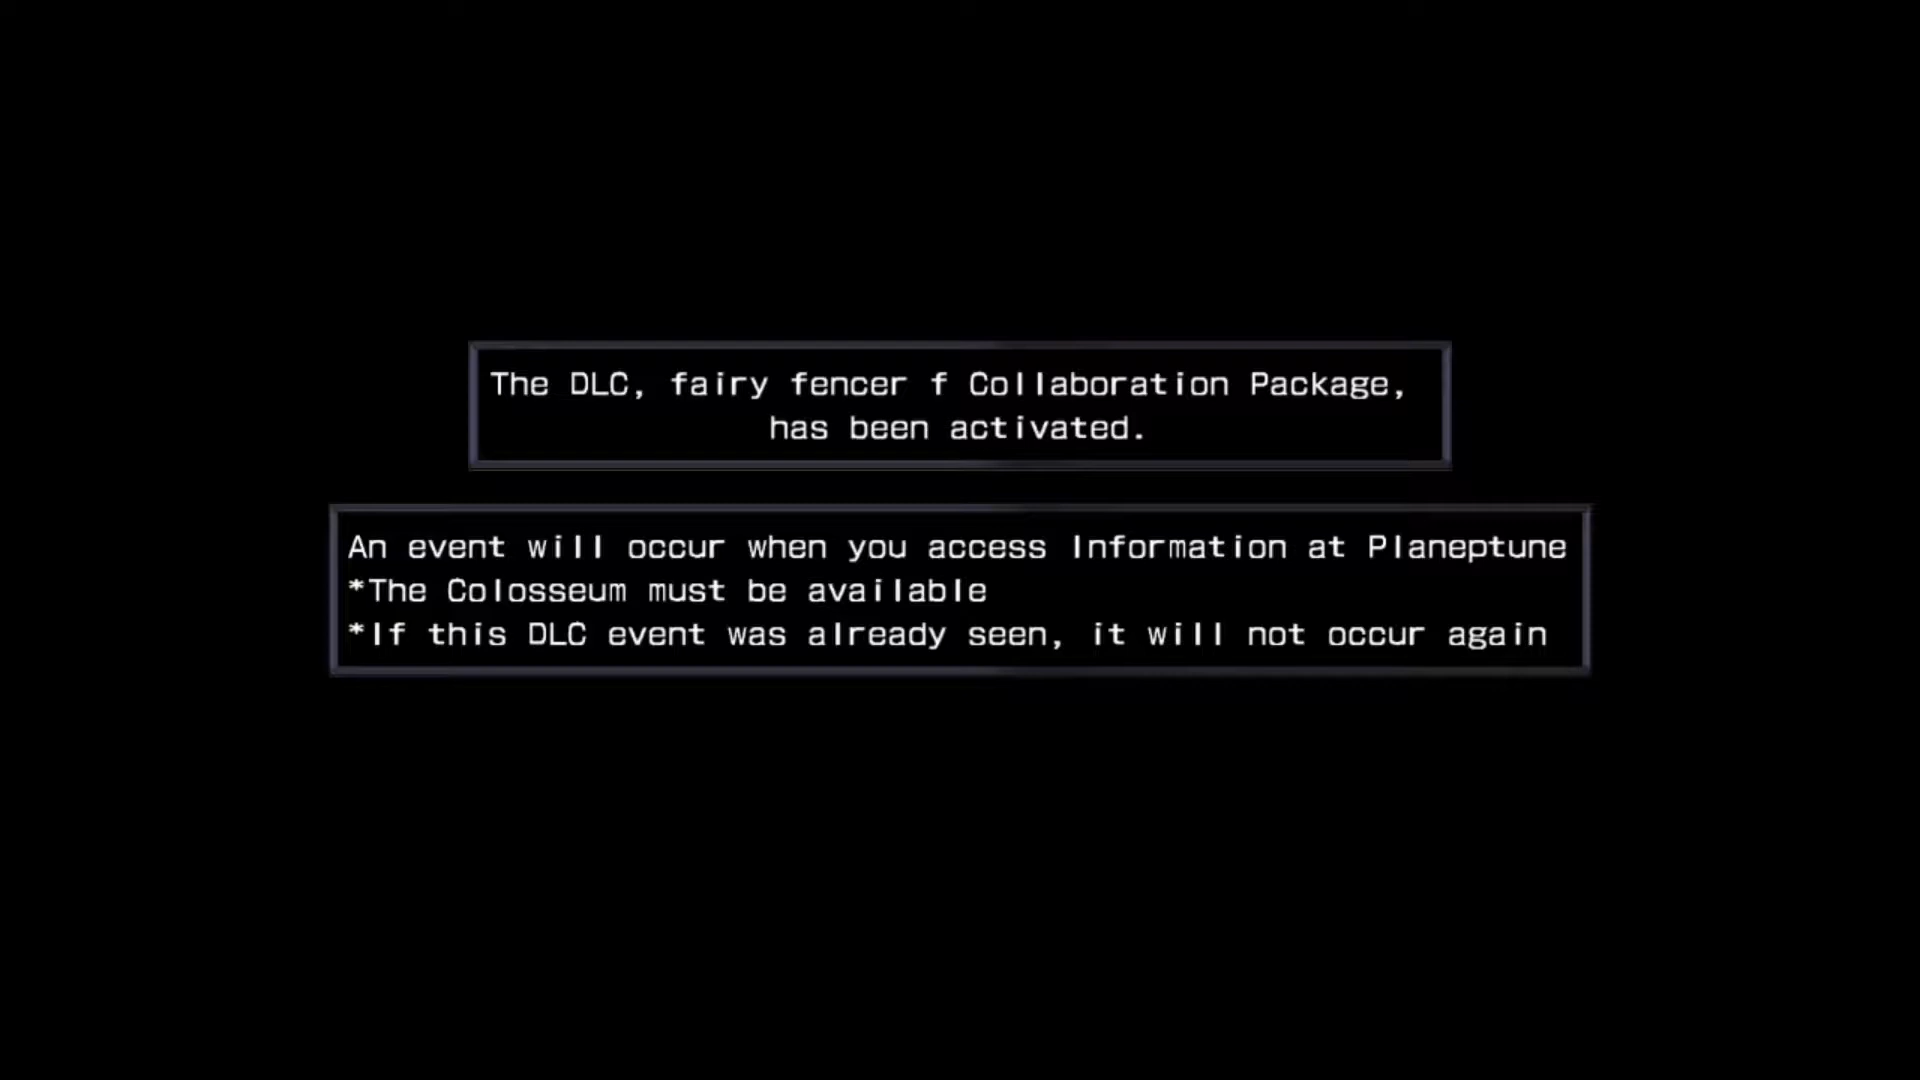 The DLC, fairy fencer f Collaboration Package,
has been activated.
An event will occur when you access Information at Planeptune
*The Colosseum must be available
*If this DLC event was already seen, it will not occur again